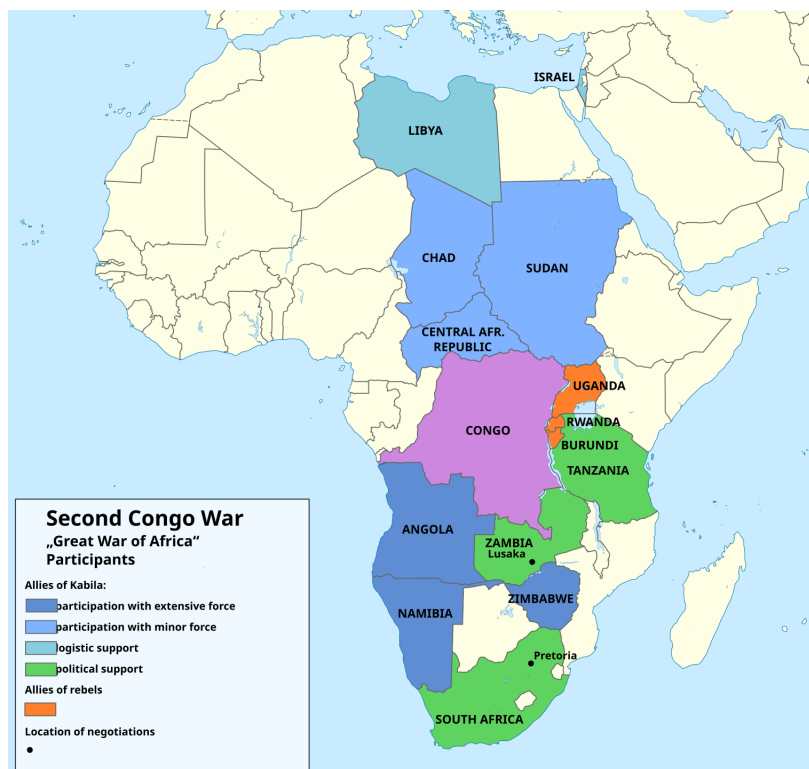 ISRAEL
LIBYA
CHAD
SUDAN
CENTRAL AFR.
REPUBLIC
UGANDA
CONGO
RWANDA
BURUNDI
TANZANIA
ANGOLA
ZAMBIA
Lusaka
ZIMBABWE
NAMIBIA
Pretoria
SOUTH AFRICA
Second Congo War
„Great War of Africa“
Participants
Allies of Kabila:
participation with extensive force
participation with minor force
logistic support
political support
Allies of rebels
Location of negotiations